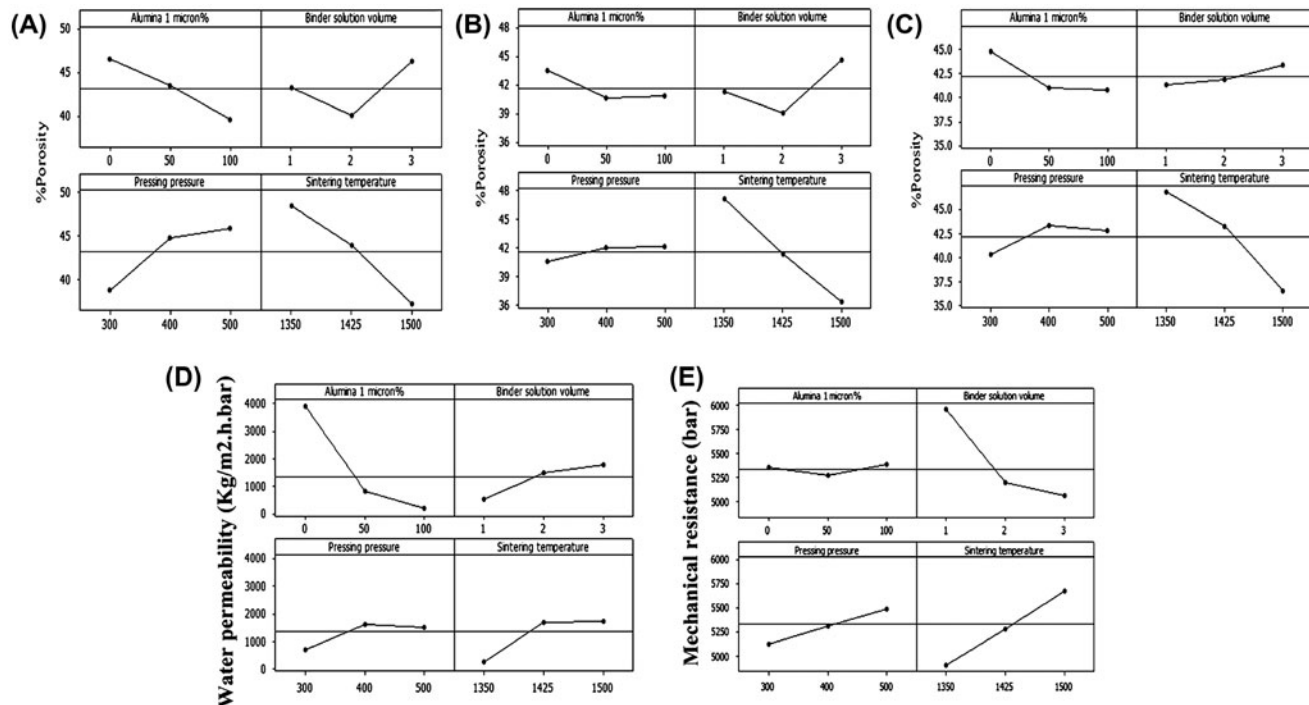 (A)
Alumina 1 micron% Binder solution volume
50
45
40
0 50 100 1 2 3
%Porosity
Pressing pressure Sintering temperature
50
45
40
300 400 500 1350 1425 1500
(B)
Alumina 1 micron% Binder solution volume
48
45
42
39
36
0 50 100 1 2 3
%Porosity
Pressing pressure Sintering temperature
48
45
42
39
36
300 400 500 1350 1425 1500
(C)
Alumina 1 micron% Binder solution volume
45.0
42.5
40.0
37.5
35.0
0 50 100 1 2 3
%Porosity
Pressing pressure Sintering temperature
45.0
42.5
40.0
37.5
35.0
300 400 500 1350 1425 1500
(D)
Alumina 1 micron% Binder solution volume
4000
3000
2000
1000
0
0 50 100 1 2 3
Water permeability (Kg/m2.h.bar)
Pressing pressure Sintering temperature
4000
3000
2000
1000
0
300 400 500 1350 1425 1500
(E)
Alumina 1 micron% Binder solution volume
6000
5750
5500
5250
5000
0 50 100 1 2 3
Mechanical resistance (bar)
Pressing pressure Sintering temperature
6000
5750
5500
5250
5000
300 400 500 1350 1425 1500